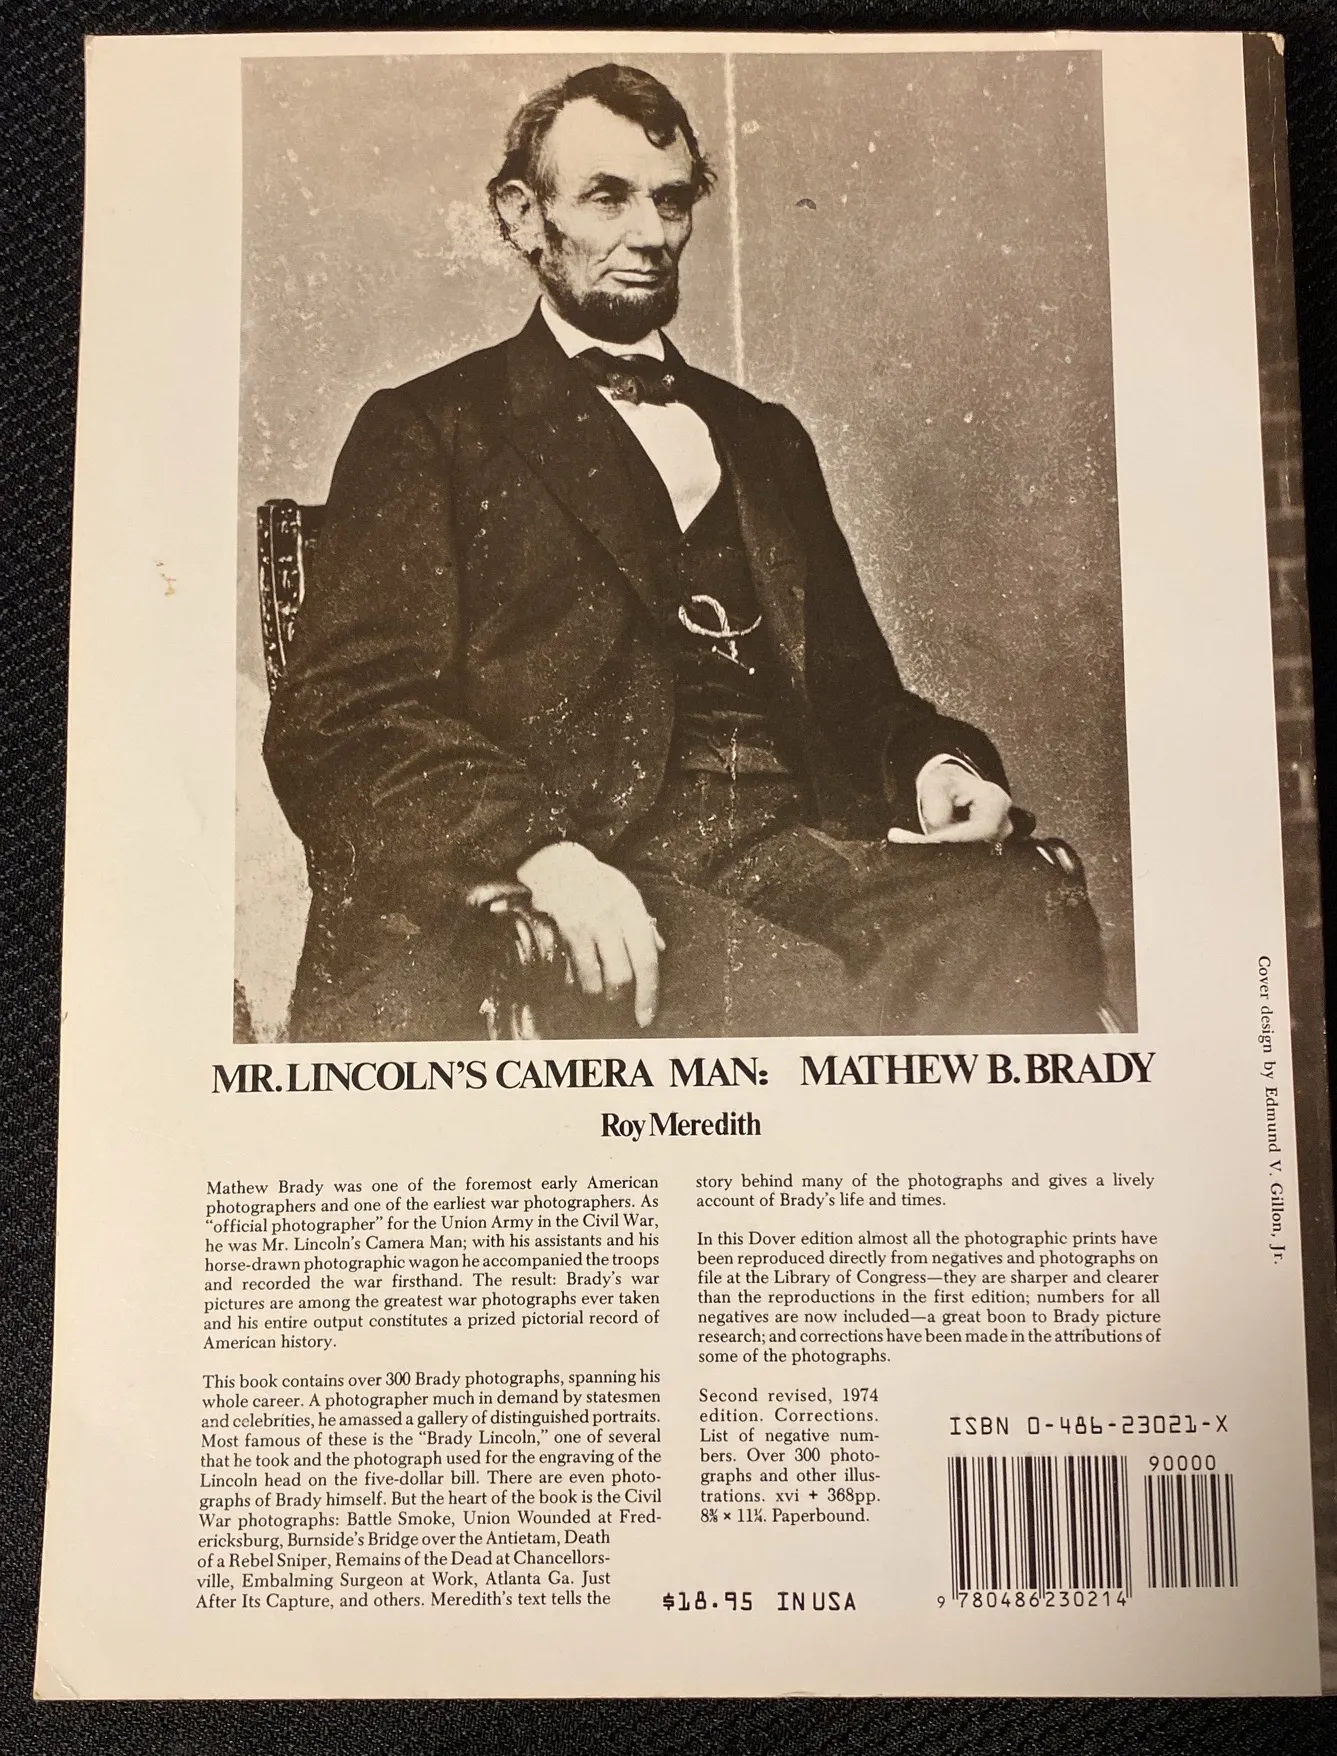 MR. LINCOLN'S CAMERA MAN: MATHEW B. BRADY
Roy Meredith
Mathew Brady was one of the foremost early American
photographers and one of the earliest war photographers. As
“official photographer” for the Union Army in the Civil War,
he was Mr. Lincoln's Camera Man; with his assistants and his
horse-drawn photographic wagon he accompanied the troops
and recorded the war firsthand. The result: Brady's war
pictures are among the greatest war photographs ever taken
and his entire output constitutes a prized pictorial record of
American history.
This book contains over 300 Brady photographs, spanning his
whole career. A photographer much in demand by statesmen
and celebrities, he amassed a gallery of distinguished portraits.
Most famous of these is the “Brady Lincoln,” one of several
that he took and the photograph used for the engraving of the
Lincoln head on the five-dollar bill. There are even photo-
graphs of Brady himself. But the heart of the book is the Civil
War photographs: Battle Smoke, Union Wounded at Fred-
ericksburg, Burnside's Bridge over the Antietam, Death
of a Rebel Sniper, Remains of the Dead at Chancellors-
ville, Embalming Surgeon at Work, Atlanta Ga. Just
After Its Capture, and others. Meredith's text tells the
story behind many of the photographs and gives a lively
account of Brady's life and times.
In this Dover edition almost all the photographic prints have
been reproduced directly from negatives and photographs on
file at the Library of Congress—they are sharper and clearer
than the reproductions in the first edition; numbers for all
negatives are now included—a great boon to Brady picture
research; and corrections have been made in the attributions of
some of the photographs.
Second revised, 1974
edition. Corrections.
List of negative num-
bers. Over 300 photo-
graphs and other illus-
trations. xvi + 368pp.
8⅜ × 11¼. Paperbound.
$18.95 IN USA
ISBN 0-486-23021-X
90000
9 780486 230214
Cover design by Edmund V. Gillon, Jr.